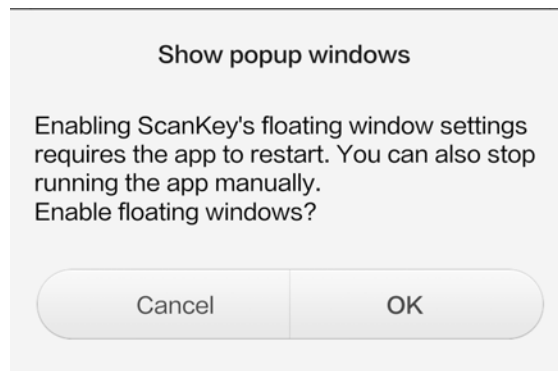 Show popup windows
Enabling ScanKey's floating window settings
requires the app to restart. You can also stop
running the app manually.
Enable floating windows?
Cancel
OK